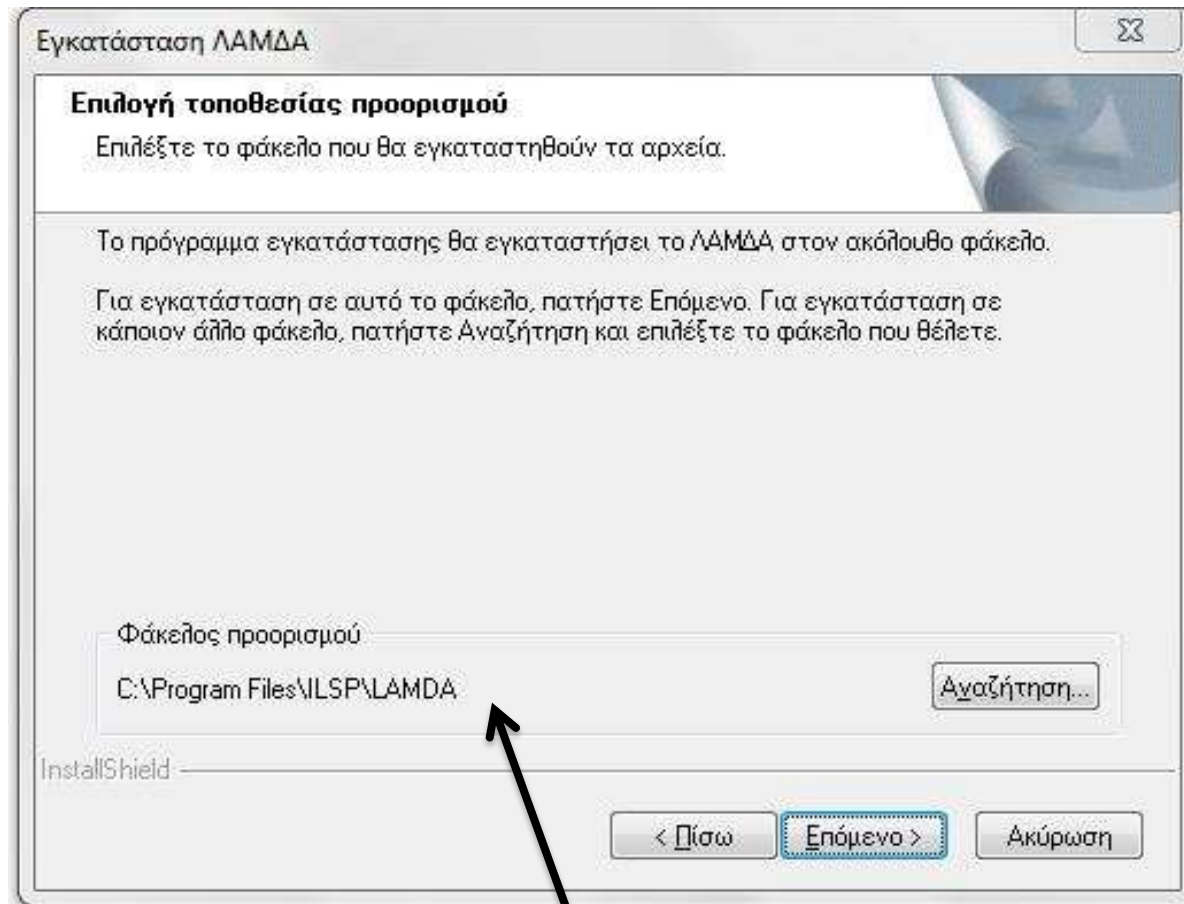 Εγκατάσταση ΛΑΜΔΑ
Επιλογή τοποθεσίας προορισμού
Επιλέξτε το φάκελο που θα εγκαταστηθούν τα αρχεία.
Το πρόγραμμα εγκατάστασης θα εγκαταστήσει το ΛΑΜΔΑ στον ακόλουθο φάκελο.
Για εγκατάσταση σε αυτό το φάκελο, πατήστε Επόμενο. Για εγκατάσταση σε
κάποιον άλλο φάκελο, πατήστε Αναζήτηση και επιλέξτε το φάκελο που θέλετε.
Φάκελος προορισμού
C:\Program Files\ILSP\LAMDA
Αναζήτηση...
InstallShield
< Πίσω
Επόμενο >
Ακύρωση